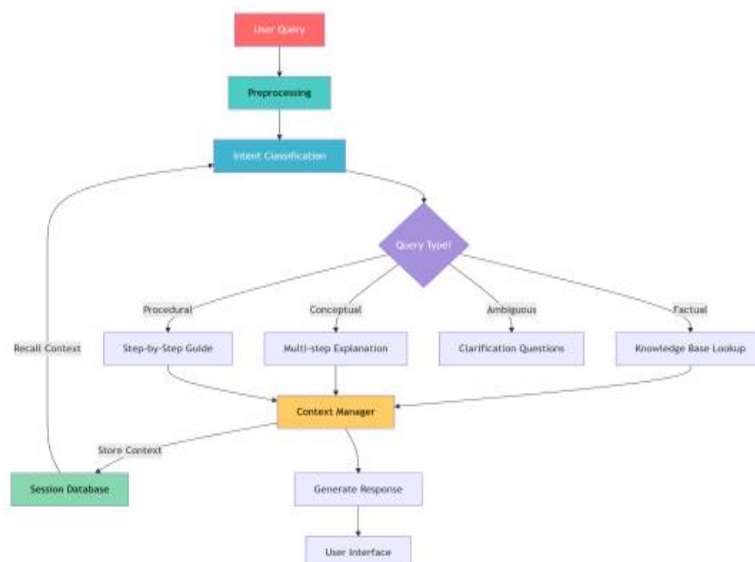 User Query
Preprocessing
Intent Classification
Query Type?
Procedural
Conceptual
Ambiguous
Factual
Recall Context
Step-by-Step Guide
Multi-step Explanation
Clarification Questions
Knowledge Base Lookup
Context Manager
Store Context
Session Database
Generate Response
User Interface